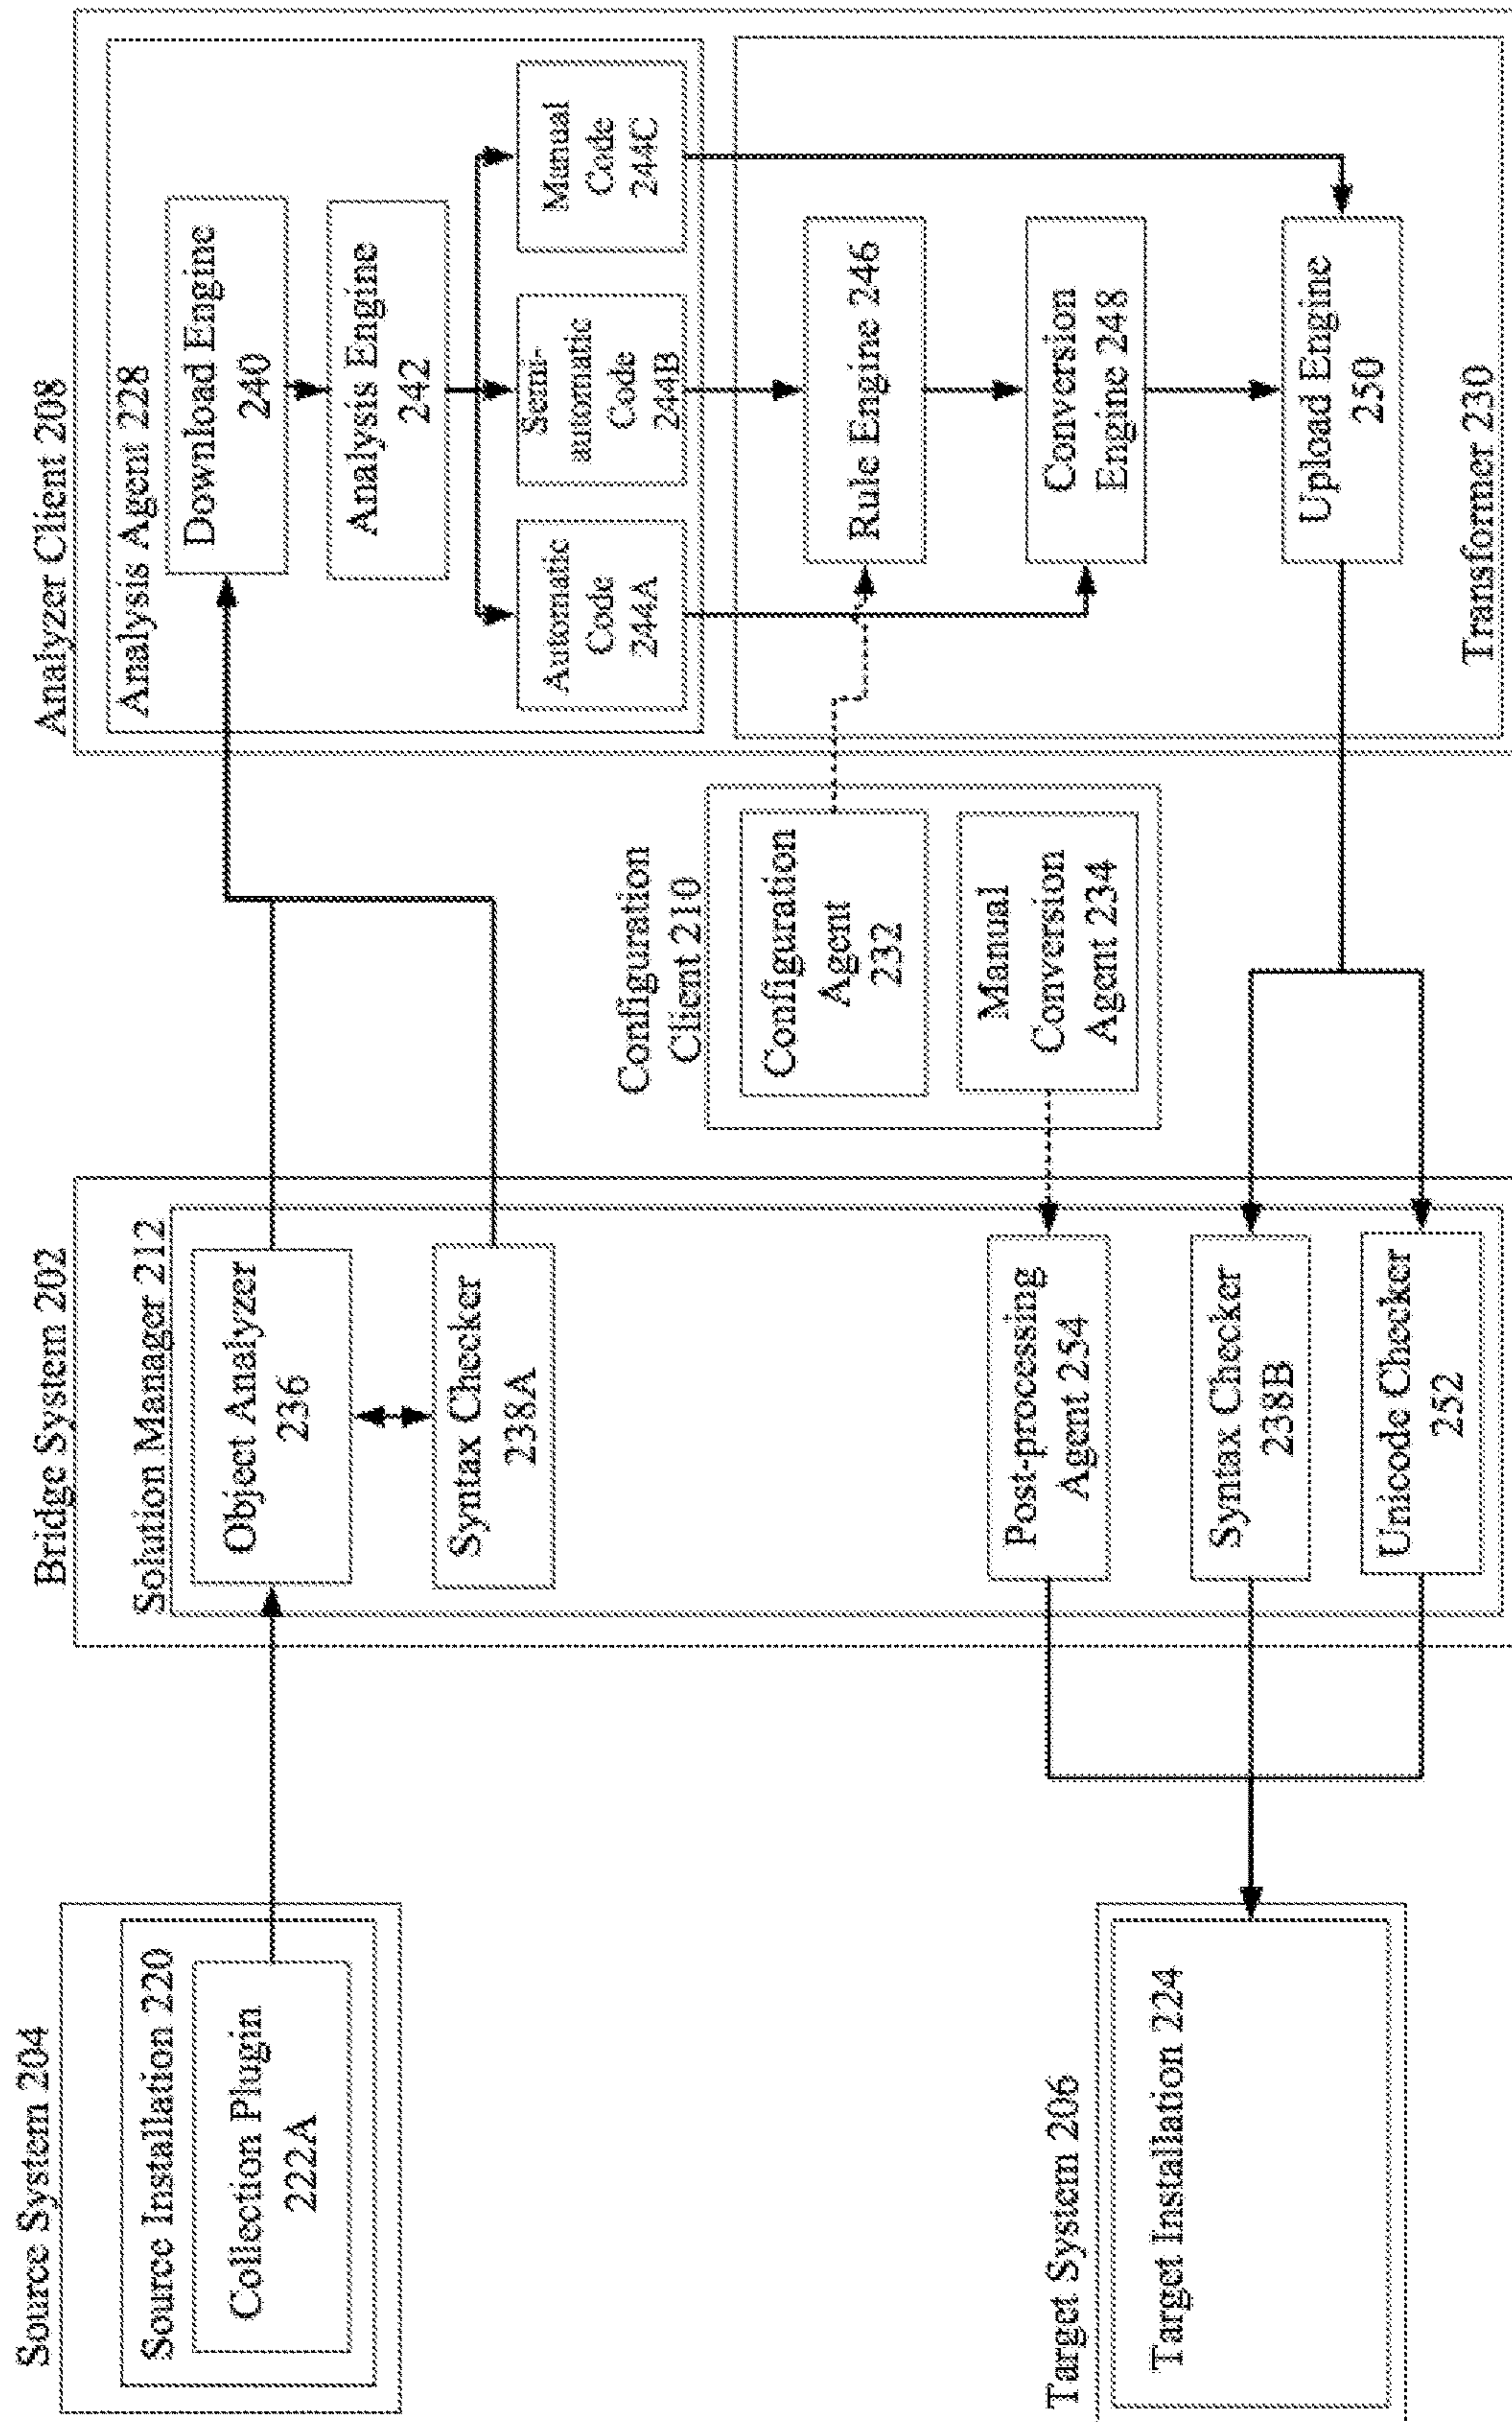 Source System 204
Source Installation 220
Collection Plugin
222A
Target System 206
Target Installation 224
Bridge System 202
Solution Manager 212
Object Analyzer
236
Syntax Checker
238A
Post-processing
Agent 254
Syntax Checker
238B
Unicode Checker
252
Configuration
Client 210
Configuration
Agent
232
Manual
Conversion
Agent 234
Analyzer Client 208
Analysis Agent 228
Download Engine
240
Analysis Engine
242
Automatic
Code
244A
Semi-
automatic
Code
244B
Manual
Code
244C
Rule Engine 246
Conversion
Engine 248
Upload Engine
250
Transformer 230